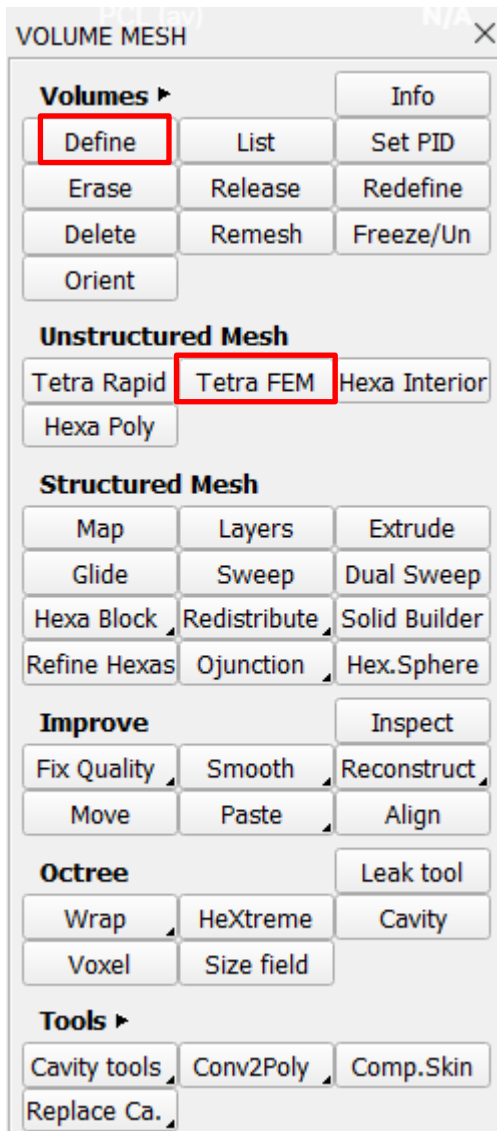 PCL (av) N/A
VOLUME MESH
Volumes Info
Define List Set PID
Erase Release Redefine
Delete Remesh Freeze/Un
Orient
Unstructured Mesh
Tetra Rapid Tetra FEM Hexa Interior
Hexa Poly
Structured Mesh
Map Layers Extrude
Glide Sweep Dual Sweep
Hexa Block Redistribute Solid Builder
Refine Hexas Ojunction Hex.Sphere
Improve Inspect
Fix Quality Smooth Reconstruct
Move Paste Align
Octree Leak tool
Wrap HeXtreme Cavity
Voxel Size field
Tools
Cavity tools Conv2Poly Comp.Skin
Replace Ca.